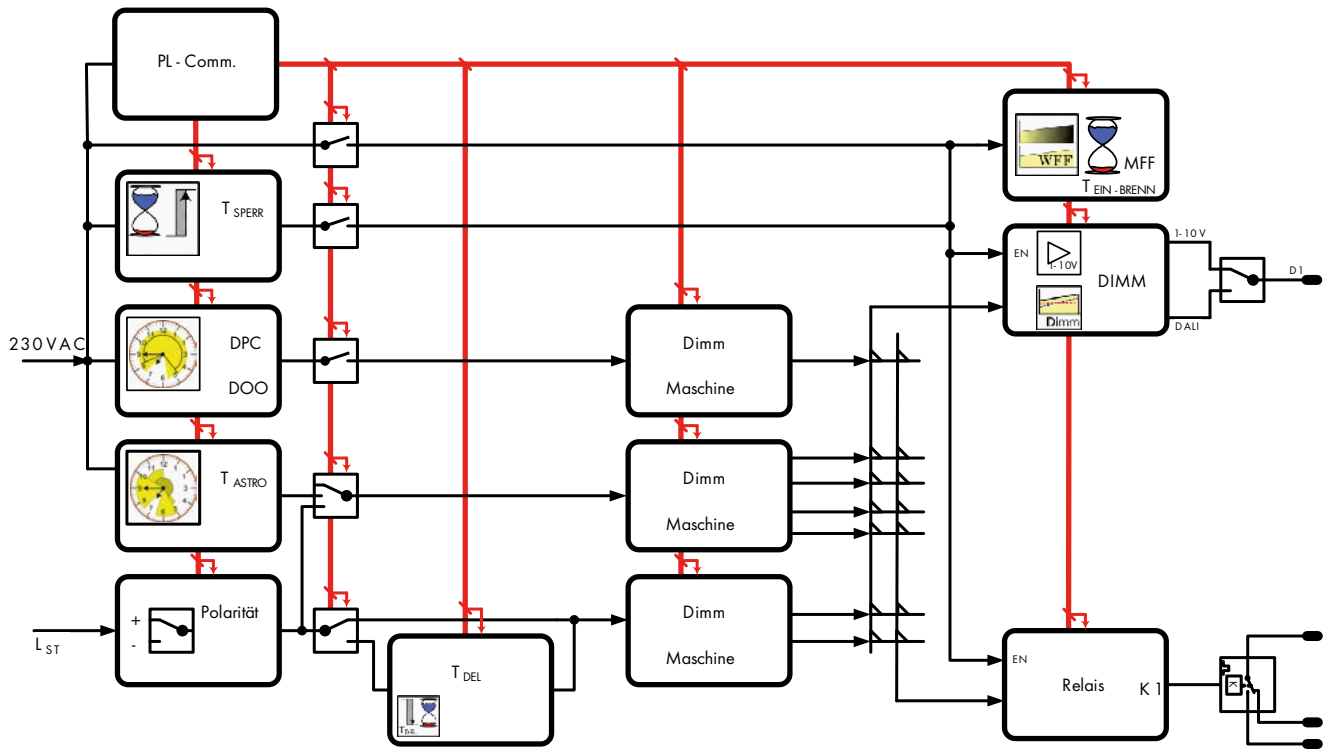 PL - Comm.
WFF
MFF
T EIN - BRENN
T SPERR
1- 10 V
EN
1- 10V
DIMM
D1
Dimm
DALI
230VAC
DPC
DOO
Dimm
Maschine
T ASTRO
Dimm
Maschine
Polarität
+
-
L ST
Dimm
Maschine
T DEL
EN
Relais
K 1
K